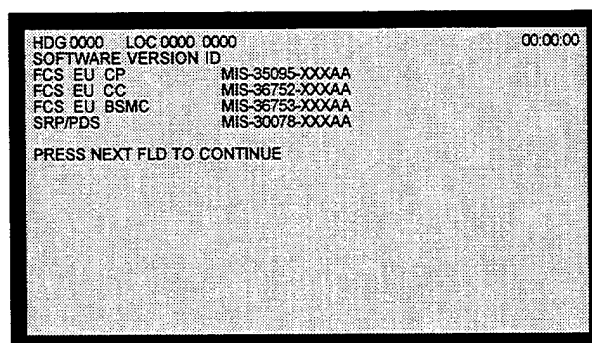 HDG 0000 LOC 0000 0000 00:00:00
SOFTWARE VERSION ID
FCS EU CP MIS-35095-XXXAA
FCS EU CC MIS-36752-XXXAA
FCS EU BSMC MIS-36753-XXXAA
SRP/PDS MIS-30078-XXXAA
PRESS NEXT FLD TO CONTINUE